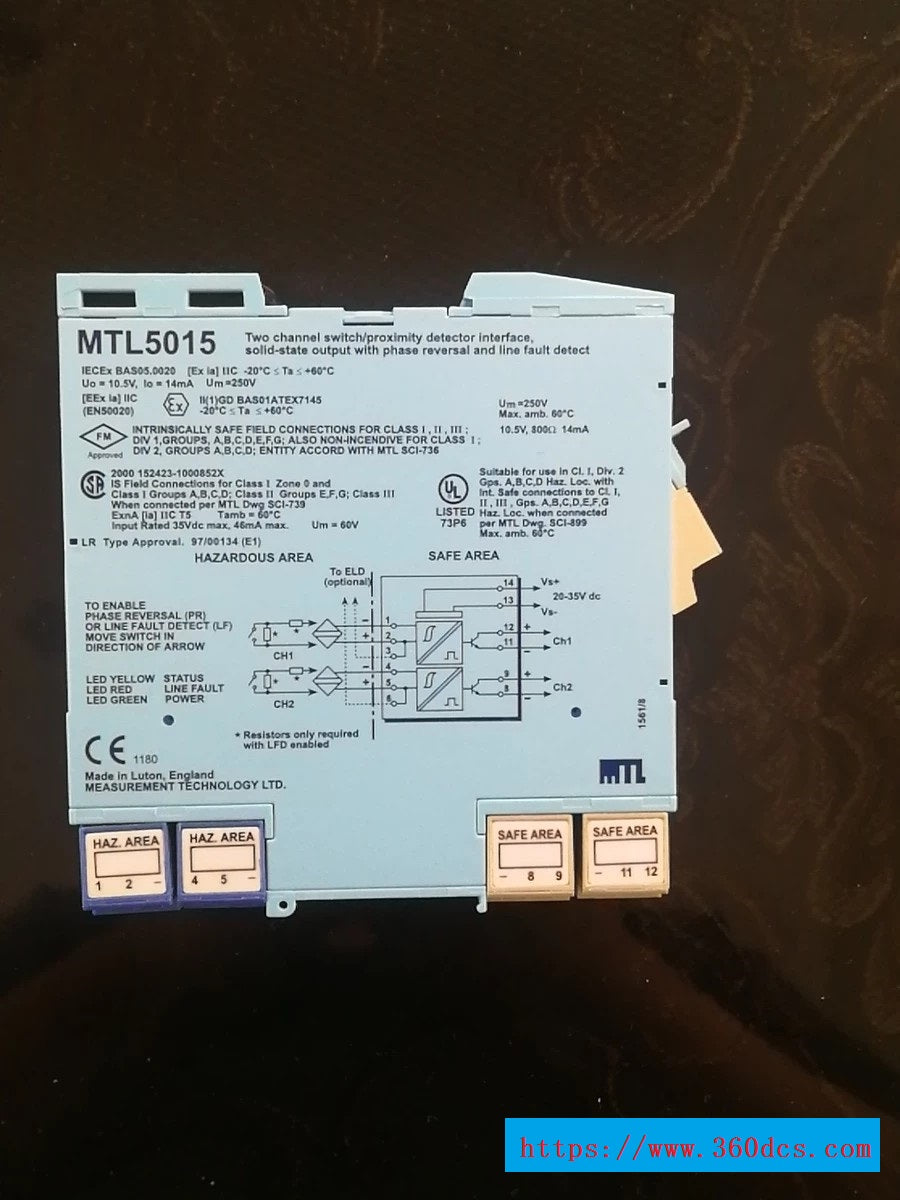 MTL5015
Two channel switch/proximity detector interface,
solid-state output with phase reversal and line fault detect
IECEx BAS05.0020 [Ex ia] IIC -20°C ≤ Ta ≤ +60°C
Uo = 10.5V, Io = 14mA Um=250V
[EEx ia] IIC
(EN50020)
Ex
II(1)GD BAS01ATEX7145
-20°C ≤ Ta ≤ +60°C
Um=250V
Max. amb. 60°C
10.5V, 800Ω 14mA
FM
Approved
INTRINSICALLY SAFE FIELD CONNECTIONS FOR CLASS I , II , III ;
DIV 1,GROUPS, A,B,C,D,E,F,G; ALSO NON-INCENDIVE FOR CLASS I ;
DIV 2, GROUPS, A,B,C,D; ENTITY ACCORD WITH MTL SCI-736
SA
2000 152423-1000852X
IS Field Connections for Class I Zone 0 and
Class I Groups A,B,C,D; Class II Groups E,F,G; Class III
When connected per MTL Dwg SCI-739
ExnA [ia] IIC T5 Tamb = 60°C
Input Rated 35Vdc max, 46mA max. Um = 60V
UL
LISTED
73P6
Suitable for use in Cl. I, Div. 2
Gps. A,B,C,D Haz. Loc. with
Int. Safe connections to Cl. I,
II , III , Gps. A,B,C,D,E,F,G
Haz. Loc. when connected
per MTL Dwg. SCI-899
Max. amb. 60°C
LR Type Approval. 97/00134 (E1)
HAZARDOUS AREA
SAFE AREA
To ELD
(optional)
TO ENABLE
PHASE REVERSAL (PR)
OR LINE FAULT DETECT (LF)
MOVE SWITCH IN
DIRECTION OF ARROW
LED YELLOW STATUS
LED RED LINE FAULT
LED GREEN POWER
* *
CH1
* *
CH2
− 1
+ 2
3
− 4
+ 5
6
14 Vs+
20-35V dc
13 Vs-
12 +
Ch1
11 −
9 +
Ch2
8 −
* Resistors only required
with LFD enabled
1561/8
CE 1180
Made in Luton, England
MEASUREMENT TECHNOLOGY LTD.
MTL
HAZ. AREA
1 2 −
HAZ. AREA
4 5 −
SAFE AREA
− 8 9
SAFE AREA
− 11 12
https://www.360dcs.com